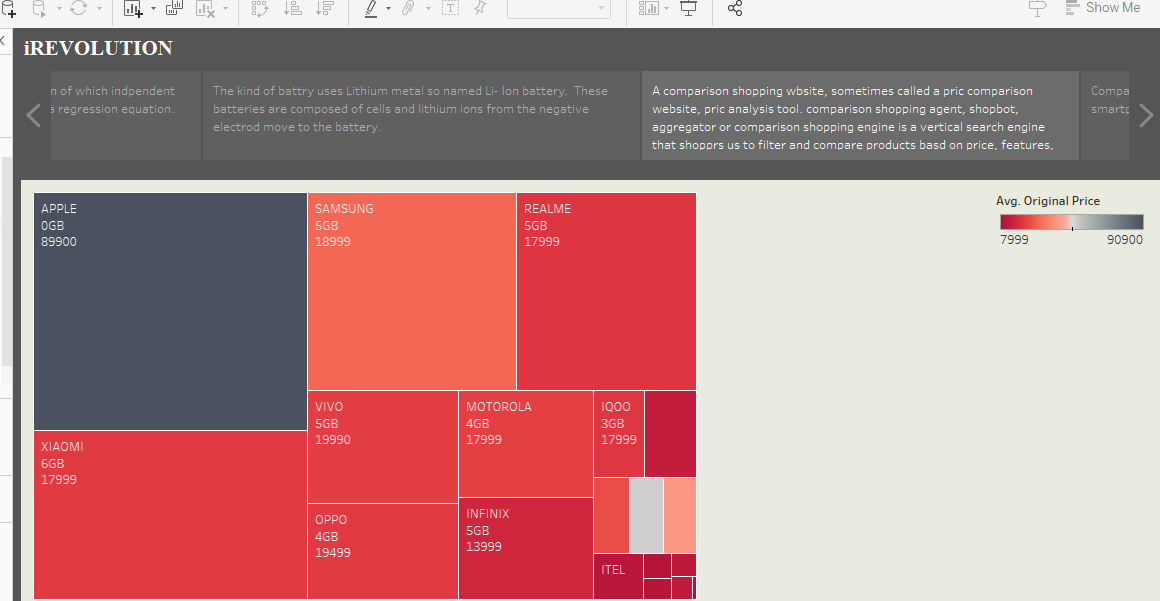 Show Me
iREVOLUTION
n of which indpendent
a regression equation.
The kind of battry uses Lithium metal so named Li- Ion battery. These
batteries are composed of cells and lithium ions from the negative
electrod move to the battery.
A comparison shopping wbsite, sometimes called a pric comparison
website, pric analysis tool. comparison shopping agent, shopbot,
aggregator or comparison shopping engine is a vertical search engine
that shopprs us to filter and compare products basd on price, features,
Compa
smartp
APPLE
0GB
89900
SAMSUNG
5GB
18999
REALME
5GB
17999
Avg. Original Price
7999 90900
XIAOMI
6GB
17999
VIVO
5GB
19990
MOTOROLA
4GB
17999
IQOO
3GB
17999
OPPO
4GB
19499
INFINIX
5GB
13999
ITEL